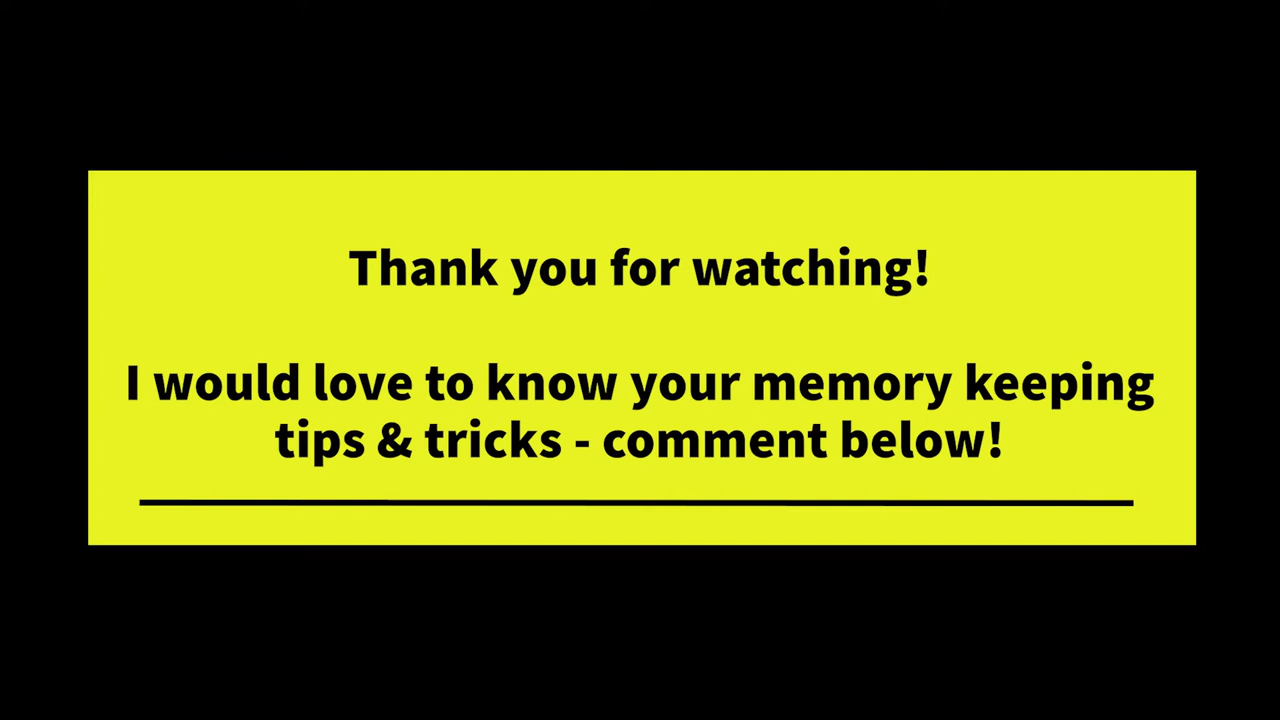 Thank you for watching!
I would love to know your memory keeping
tips & tricks - comment below!